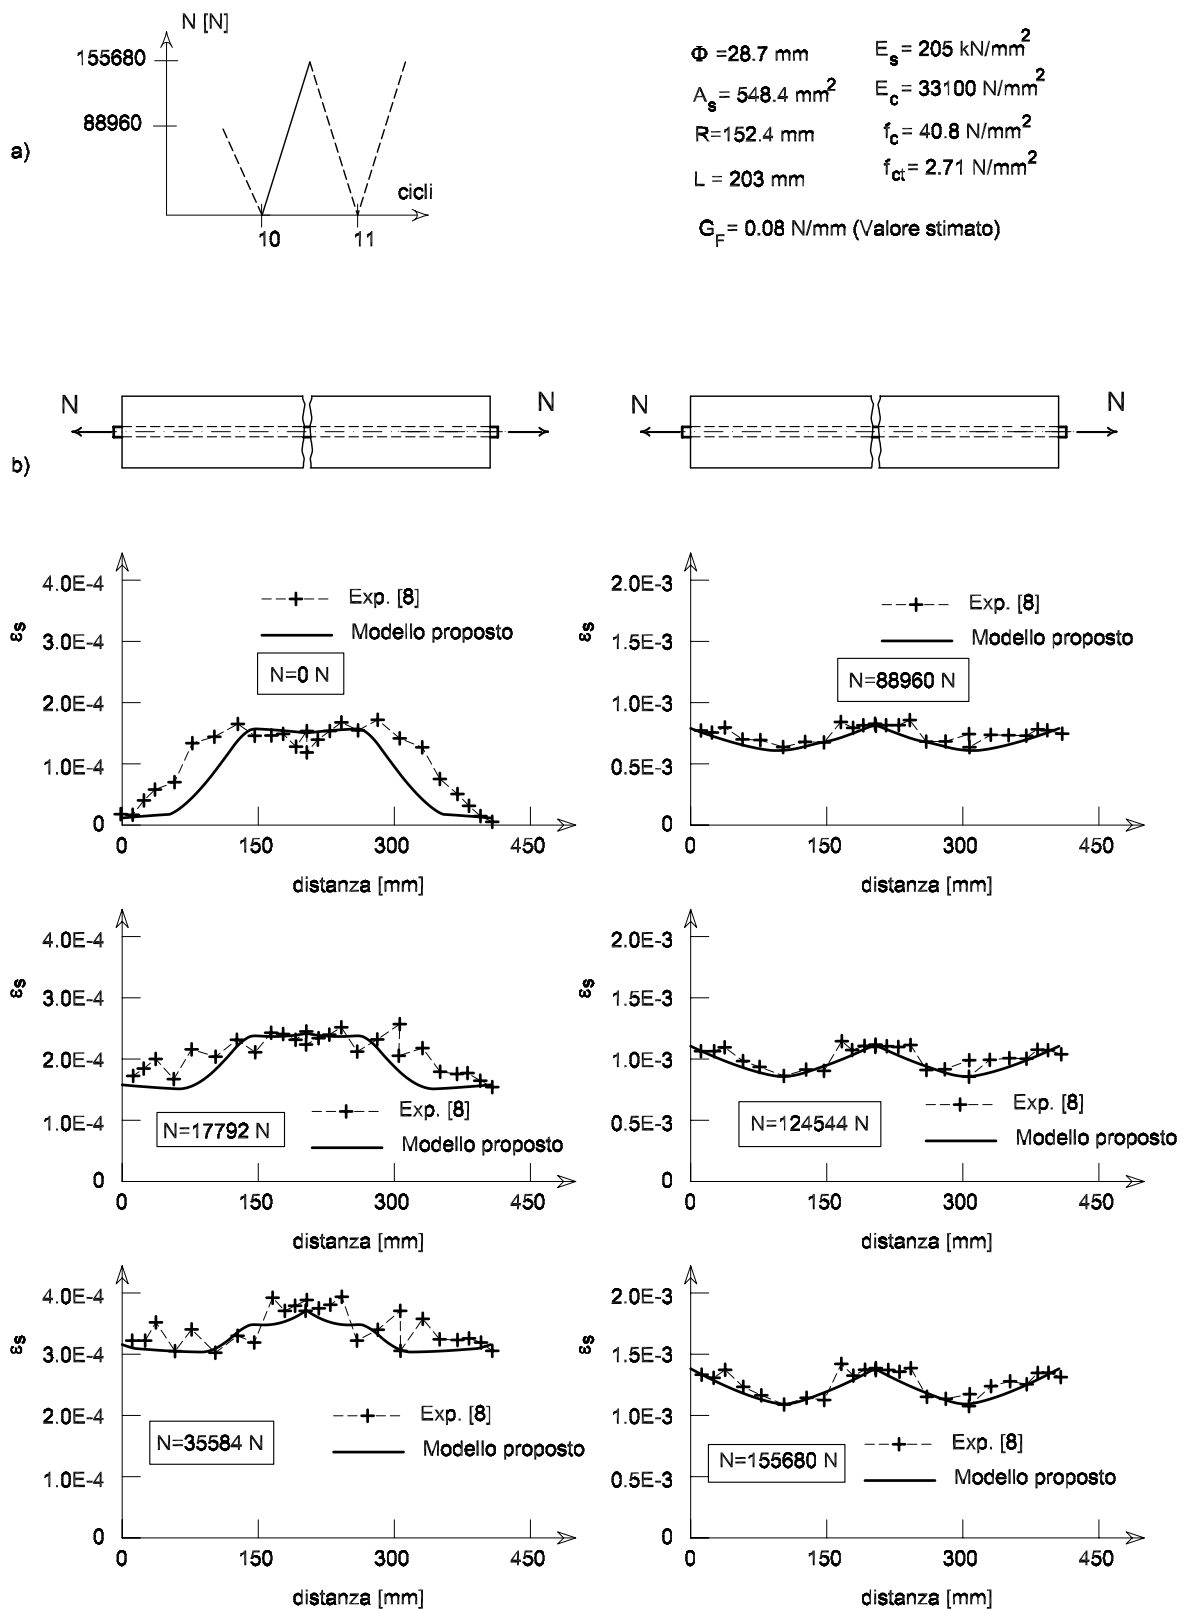 N [N]
155680
88960
a)
cicli
10 11
Φ =28.7 mm
E_s= 205 kN/mm²
A_s= 548.4 mm²
E_c= 33100 N/mm²
R=152.4 mm
f_c= 40.8 N/mm²
L = 203 mm
f_ct= 2.71 N/mm²
G_F= 0.08 N/mm (Valore stimato)
N N N N
b)
4.0E-4
3.0E-4
2.0E-4
1.0E-4
0
ε_s
Exp. [8]
Modello proposto
N=0 N
0 150 300 450
distanza [mm]
2.0E-3
1.5E-3
1.0E-3
0.5E-3
0
ε_s
Exp. [8]
Modello proposto
N=88960 N
0 150 300 450
distanza [mm]
4.0E-4
3.0E-4
2.0E-4
1.0E-4
0
ε_s
N=17792 N
Exp. [8]
Modello proposto
0 150 300 450
distanza [mm]
2.0E-3
1.5E-3
1.0E-3
0.5E-3
0
ε_s
N=124544 N
Exp. [8]
Modello proposto
0 150 300 450
distanza [mm]
4.0E-4
3.0E-4
2.0E-4
1.0E-4
0
ε_s
N=35584 N
Exp. [8]
Modello proposto
0 150 300 450
distanza [mm]
2.0E-3
1.5E-3
1.0E-3
0.5E-3
0
ε_s
N=155680 N
Exp. [8]
Modello proposto
0 150 300 450
distanza [mm]